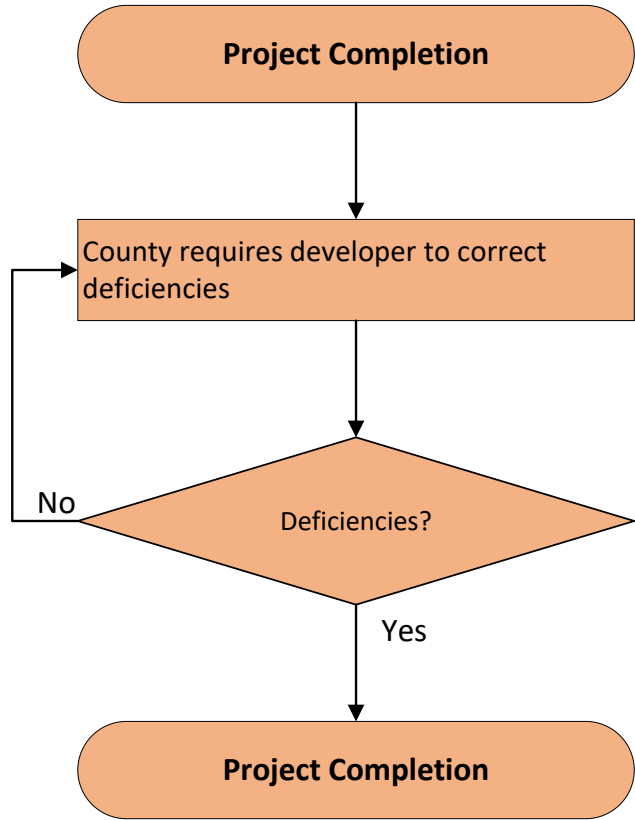 Project Completion
County requires developer to correct
deficiencies
No
Deficiencies?
Yes
Project Completion